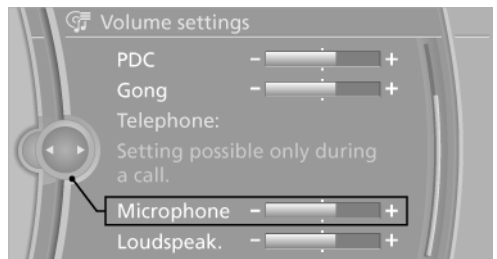 Volume settings
PDC - +
Gong - +
Telephone:
Setting possible only during
a call.
Microphone - +
Loudspeak. - +